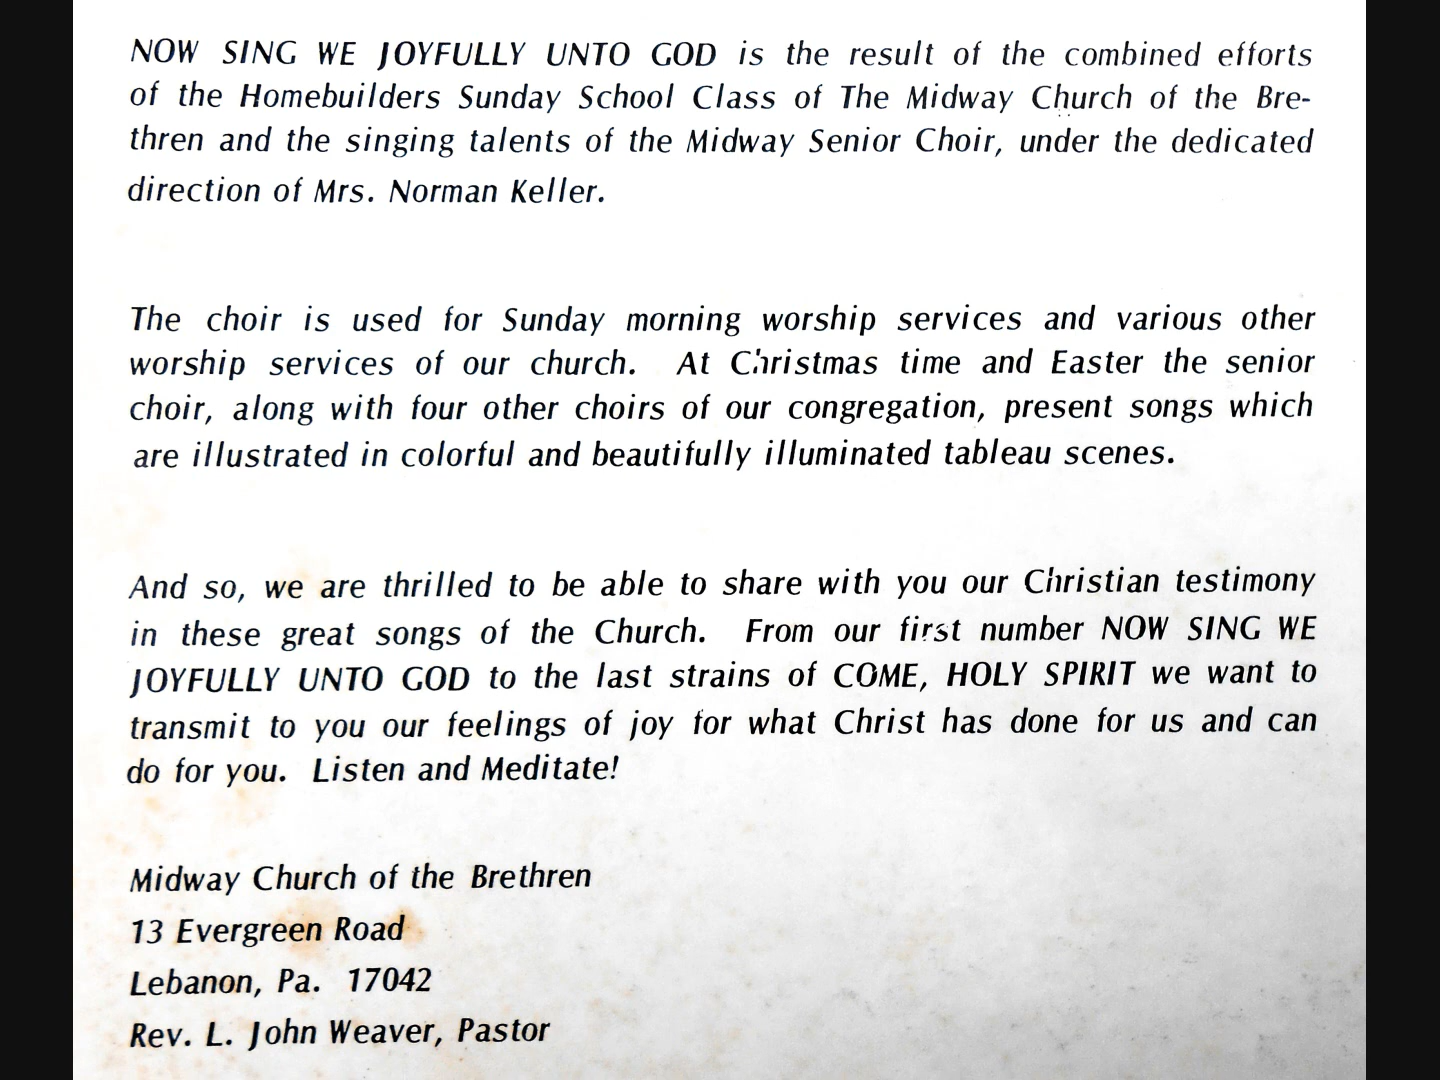 NOW SING WE JOYFULLY UNTO GOD is the result of the combined efforts
of the Homebuilders Sunday School Class of The Midway Church of the Bre-
thren and the singing talents of the Midway Senior Choir, under the dedicated
direction of Mrs. Norman Keller.
The choir is used for Sunday morning worship services and various other
worship services of our church. At Christmas time and Easter the senior
choir, along with four other choirs of our congregation, present songs which
are illustrated in colorful and beautifully illuminated tableau scenes.
And so, we are thrilled to be able to share with you our Christian testimony
in these great songs of the Church. From our first number NOW SING WE
JOYFULLY UNTO GOD to the last strains of COME, HOLY SPIRIT we want to
transmit to you our feelings of joy for what Christ has done for us and can
do for you. Listen and Meditate!
Midway Church of the Brethren
13 Evergreen Road
Lebanon, Pa. 17042
Rev. L. John Weaver, Pastor